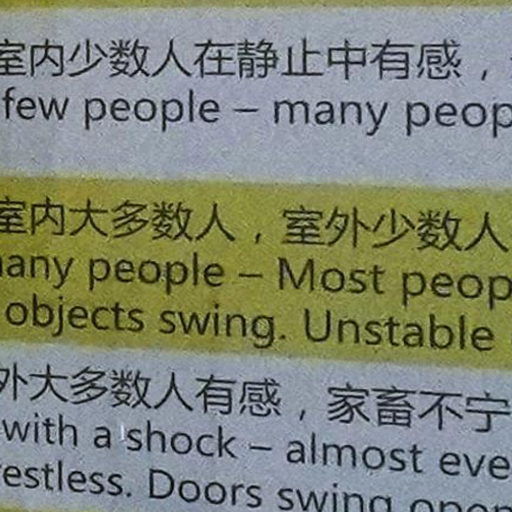 室内少数人在静止中有感，
few people – many peop
室内大多数人，室外少数人
many people – Most peop
objects swing. Unstable
外大多数人有感，家畜不宁
with a shock – almost eve
restless. Doors swing open